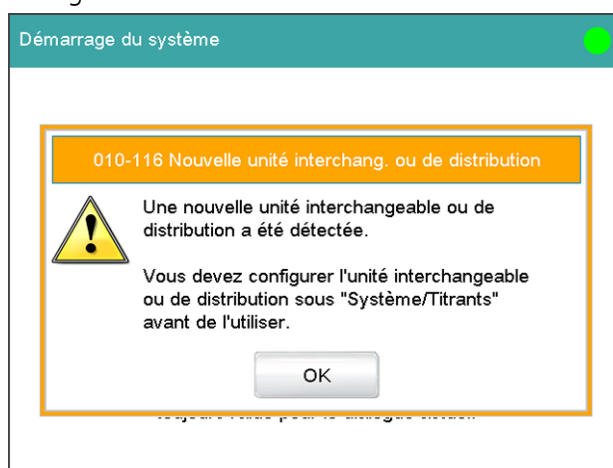 Démarrage du système
010-116 Nouvelle unité interchang. ou de distribution
Une nouvelle unité interchangeable ou de
distribution a été détectée.
Vous devez configurer l'unité interchangeable
ou de distribution sous "Système/Titrants"
avant de l'utiliser.
OK